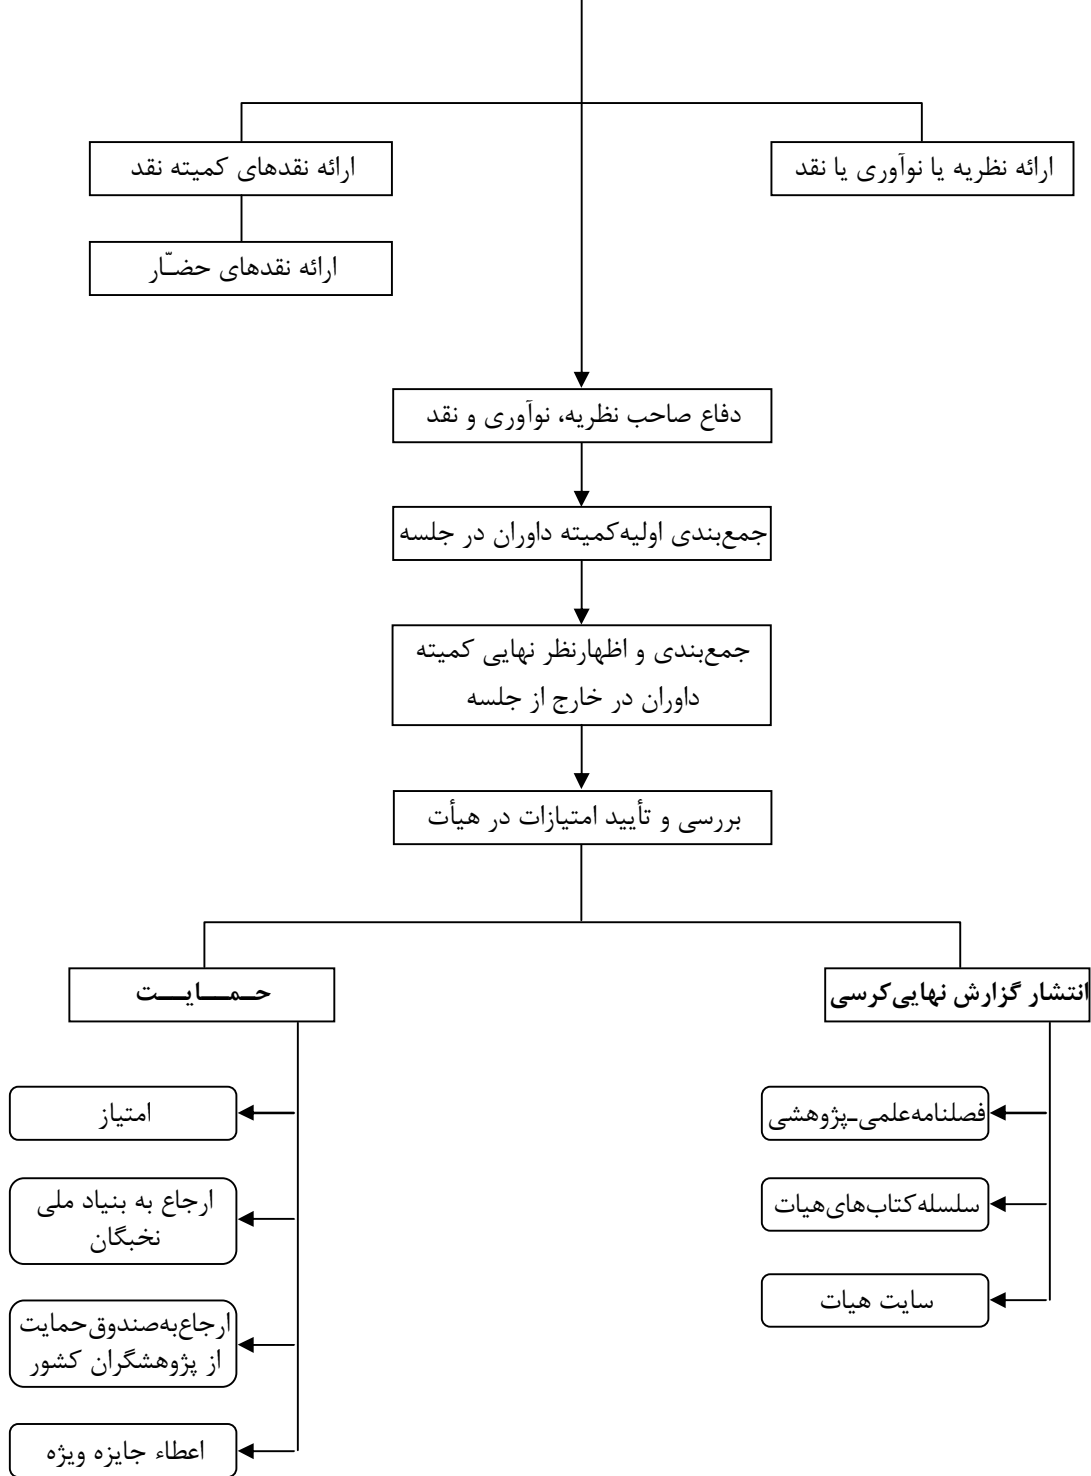 ارائه نظریه یا نوآوری یا نقد
ارائه نقدهای کمیته نقد
ارائه نقدهای حضّار
دفاع صاحب نظریه، نوآوری و نقد
جمع‌بندی اولیه کمیته داوران در جلسه
جمع‌بندی و اظهارنظر نهایی کمیته
داوران در خارج از جلسه
بررسی و تأیید امتیازات در هیأت
انتشار گزارش نهایی کرسی
فصلنامه علمی-پژوهشی
سلسله کتاب‌های هیات
سایت هیات
حـمـــایـــت
امتیاز
ارجاع به بنیاد ملی
نخبگان
ارجاع به صندوق حمایت
از پژوهشگران کشور
اعطاء جایزه ویژه